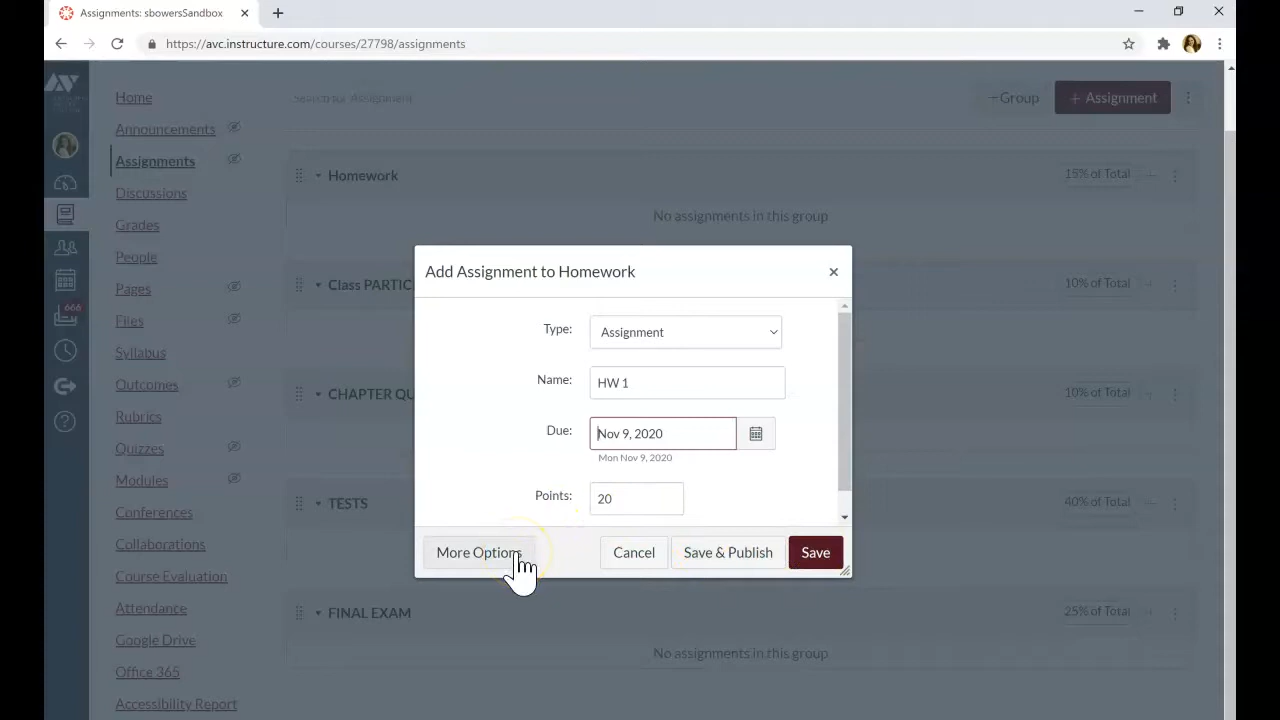 Assignments: sbowersSandbox
https://avc.instructure.com/courses/27798/assignments
Home
Announcements
Assignments
Discussions
Grades
People
Pages
Files
Syllabus
Outcomes
Rubrics
Quizzes
Modules
Conferences
Collaborations
Course Evaluation
Attendance
Google Drive
Office 365
Accessibility Report
666
Search for Assignment
+Group
+ Assignment
Homework
15% of Total
No assignments in this group
Class PARTIC
10% of Total
CHAPTER QU
10% of Total
TESTS
40% of Total
FINAL EXAM
25% of Total
No assignments in this group
Add Assignment to Homework
Type:
Assignment
Name:
HW 1
Due:
Nov 9, 2020
Mon Nov 9, 2020
Points:
20
More Options
Cancel
Save & Publish
Save